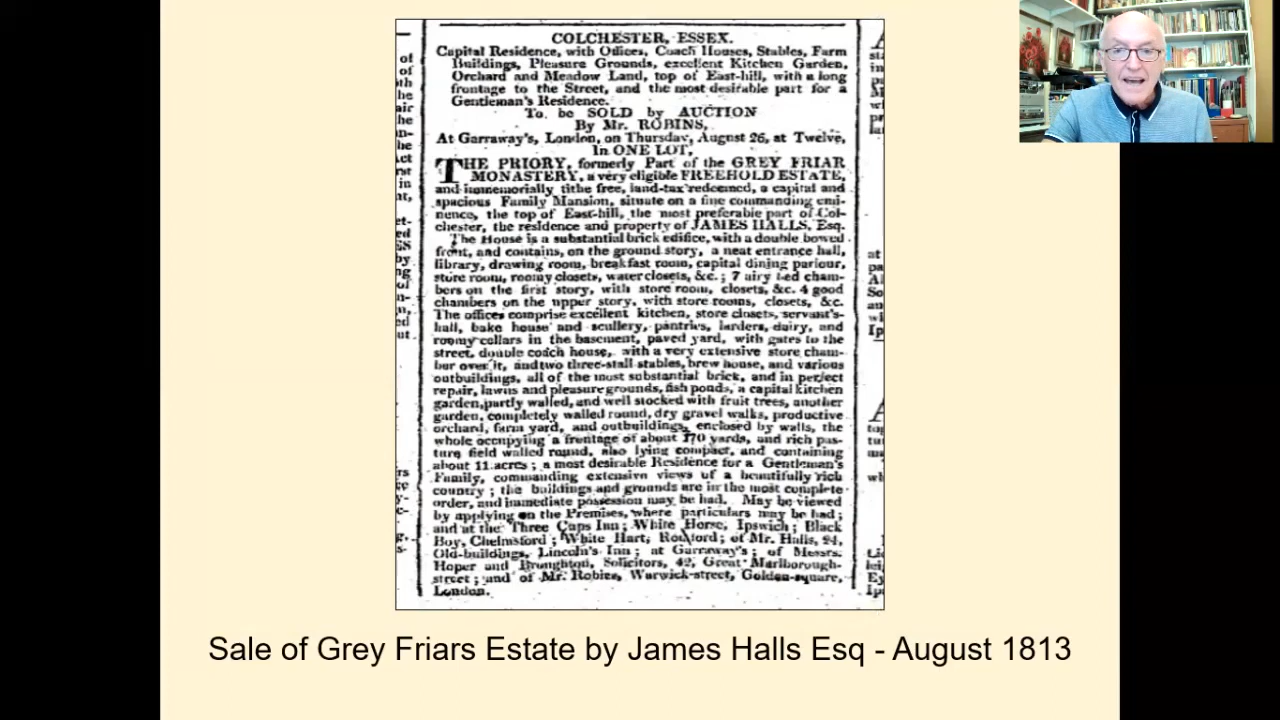 COLCHESTER, ESSEX.
Capital Residence, with Offices, Coach Houses, Stables, Farm
Buildings, Pleasure Grounds, excellent Kitchen Garden,
Orchard and Meadow Land, top of East-hill, with a long
frontage to the Street, and the most desirable part for a
Gentleman's Residence.
To be SOLD by AUCTION
By Mr. ROBINS,
At Garraway's, London, on Thursday, August 26, at Twelve,
In ONE LOT,
THE PRIORY, formerly Part of the GREY FRIAR
MONASTERY, a very eligible FREEHOLD ESTATE,
and immemorially tithe free, land-tax redeemed, a capital and
spacious Family Mansion, situate on a fine commanding emi-
nence, the top of East-hill, the most preferable part of Col-
chester, the residence and property of JAMES HALLS, Esq.
The House is a substantial brick edifice, with a double bowed
front, and contains, on the ground story, a neat entrance hall,
library, drawing room, breakfast room, capital dining parlour,
store room, roomy closets, water closets, &c.; 7 airy bed cham-
bers on the first story, with store room, closets, &c. 4 good
chambers on the upper story, with store rooms, closets, &c.
The offices comprise excellent kitchen, store closets, servant's-
hall, bake house and scullery, pantries, larders, dairy, and
roomy cellars in the basement, paved yard, with gates to the
street, double coach house, with a very extensive store cham-
ber over it, and two three-stall stables, brew house, and various
outbuildings, all of the most substantial brick, and in perfect
repair, lawns and pleasure grounds, fish ponds, a capital kitchen
garden, partly walled, and well stocked with fruit trees, another
garden, completely walled round, dry gravel walks, productive
orchard, farm yard, and outbuildings, enclosed by walls, the
whole occupying a frontage of about 170 yards, and rich pas-
ture field walled round, also lying compact, and containing
about 11 acres; a most desirable Residence for a Gentleman's
Family, commanding extensive views of a beautifully rich
country; the buildings and grounds are in the most complete
order, and immediate possession may be had. May be viewed
by applying on the Premises, where particulars may be had;
and at the Three Cups Inn; White Horse, Ipswich; Black
Boy, Chelmsford; White Hart, of Mr. Halls, 24,
Old-buildings, Lincoln's Inn; at Garraway's; of Messrs.
Hoper and Broughton, Solicitors, 42, Great Marlborough-
street; and of Mr. Robins, Warwick-street, Golden-square,
London.
Sale of Grey Friars Estate by James Halls Esq - August 1813